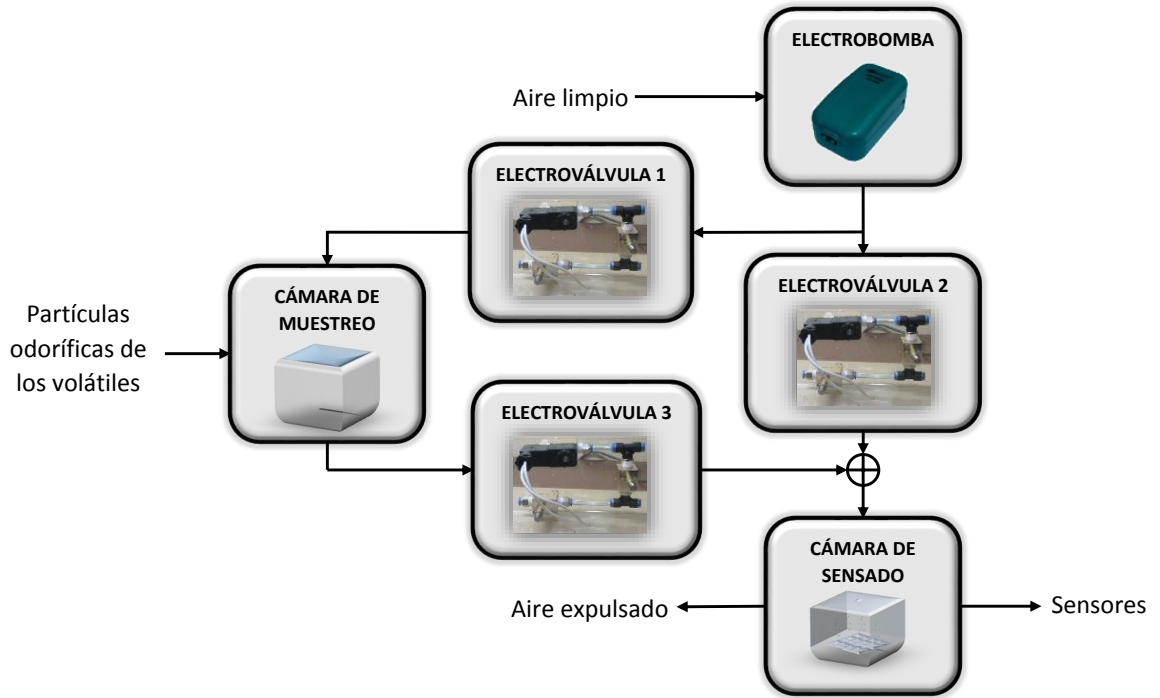 ELECTROBOMBA
Aire limpio
ELECTROVÁLVULA 1
CÁMARA DE
MUESTREO
ELECTROVÁLVULA 2
Partículas
odoríficas de
los volátiles
ELECTROVÁLVULA 3
CÁMARA DE
SENSADO
Aire expulsado
Sensores